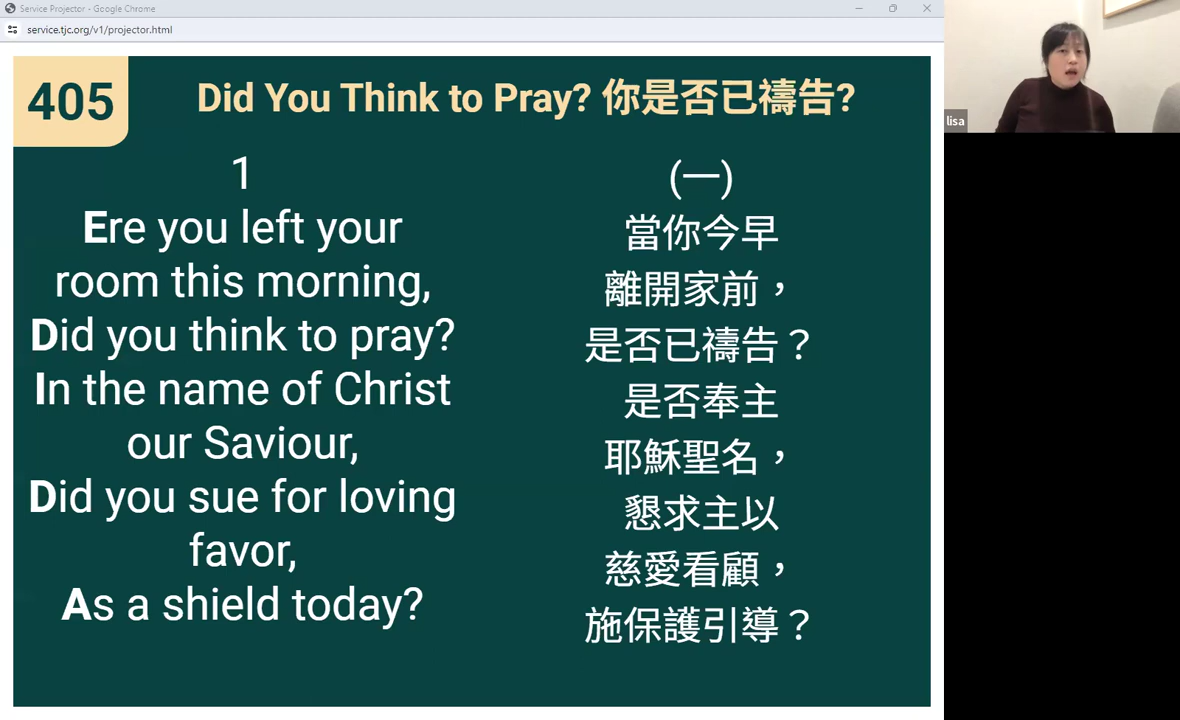 Service Projector - Google Chrome
service.tjc.org/v1/projector.html
405
Did You Think to Pray? 你是否已禱告?
1
Ere you left your
room this morning,
Did you think to pray?
In the name of Christ
our Saviour,
Did you sue for loving
favor,
As a shield today?
(一)
當你今早
離開家前，
是否已禱告？
是否奉主
耶穌聖名，
懇求主以
慈愛看顧，
施保護引導？
lisa